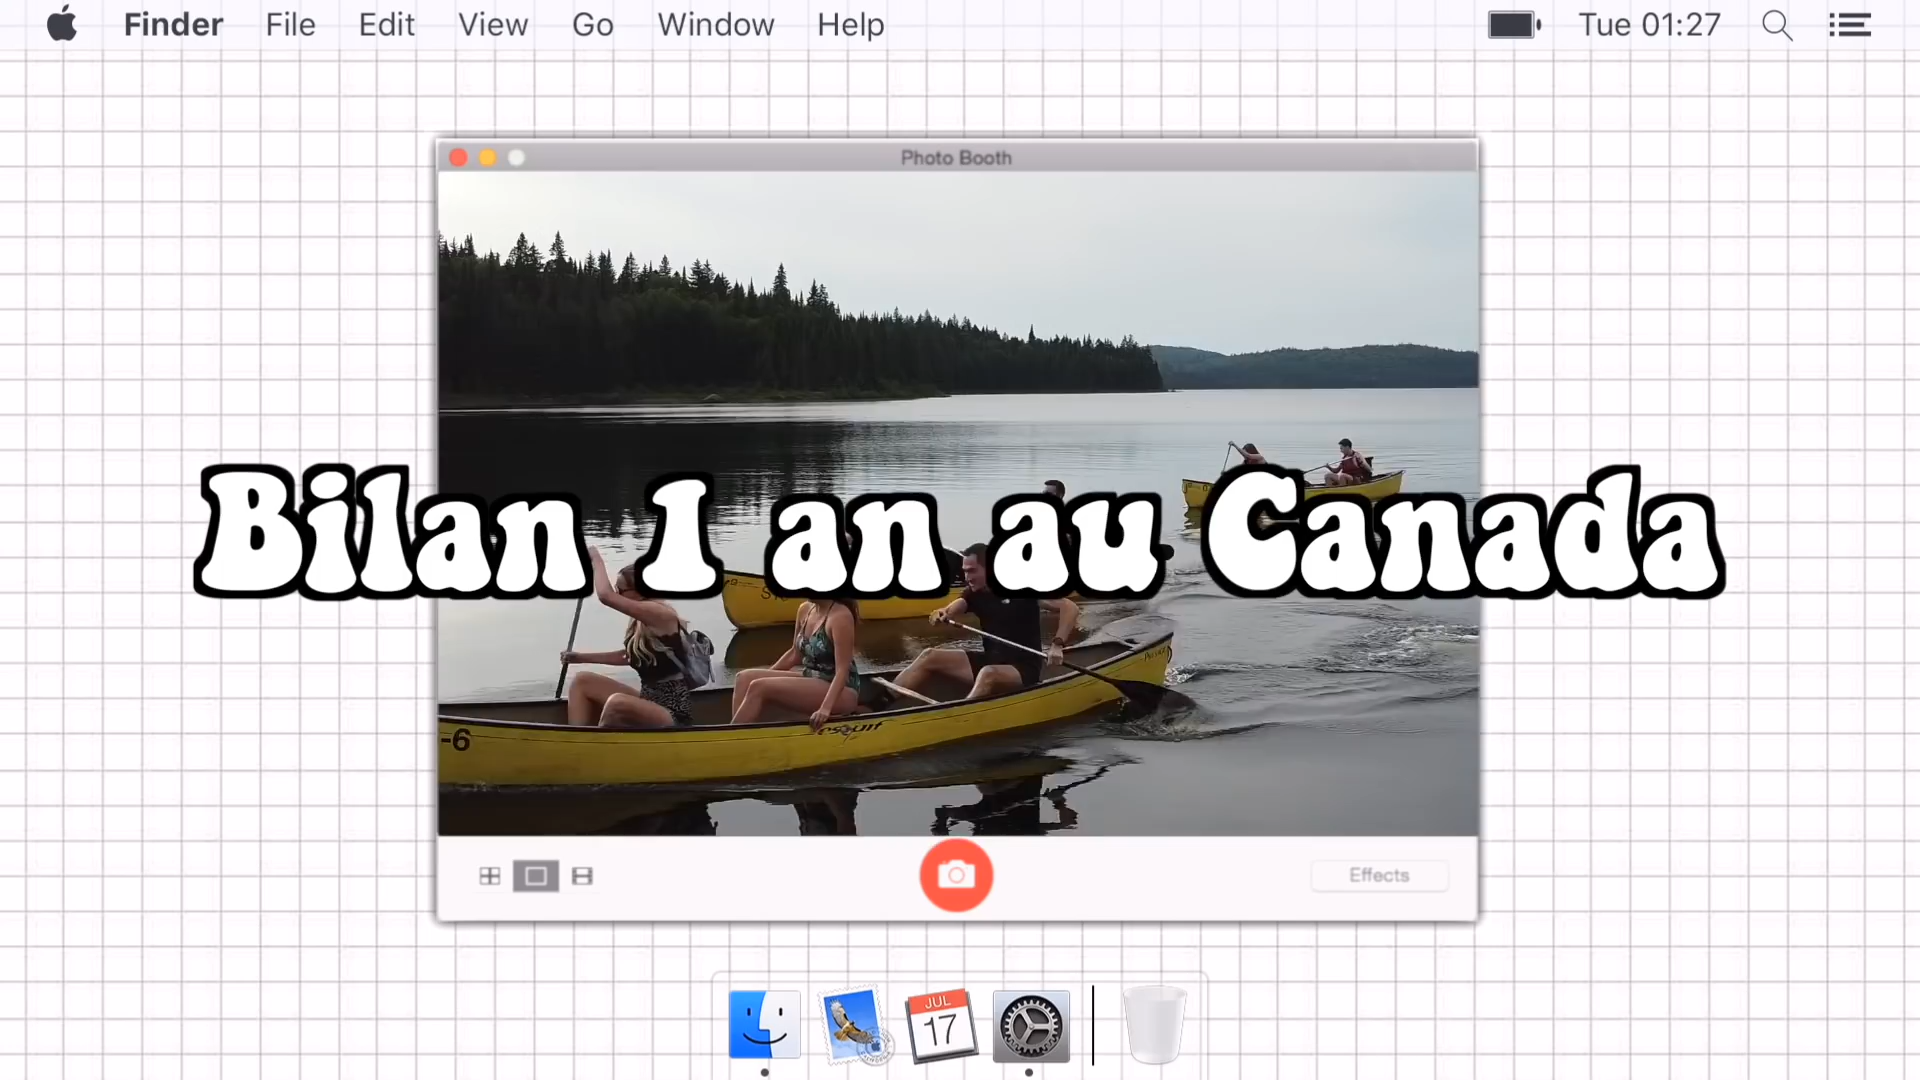 Finder File Edit View Go Window Help Tue 01:27
Photo Booth
Bilan 1 an au Canada
-6
Effects
JUL
17